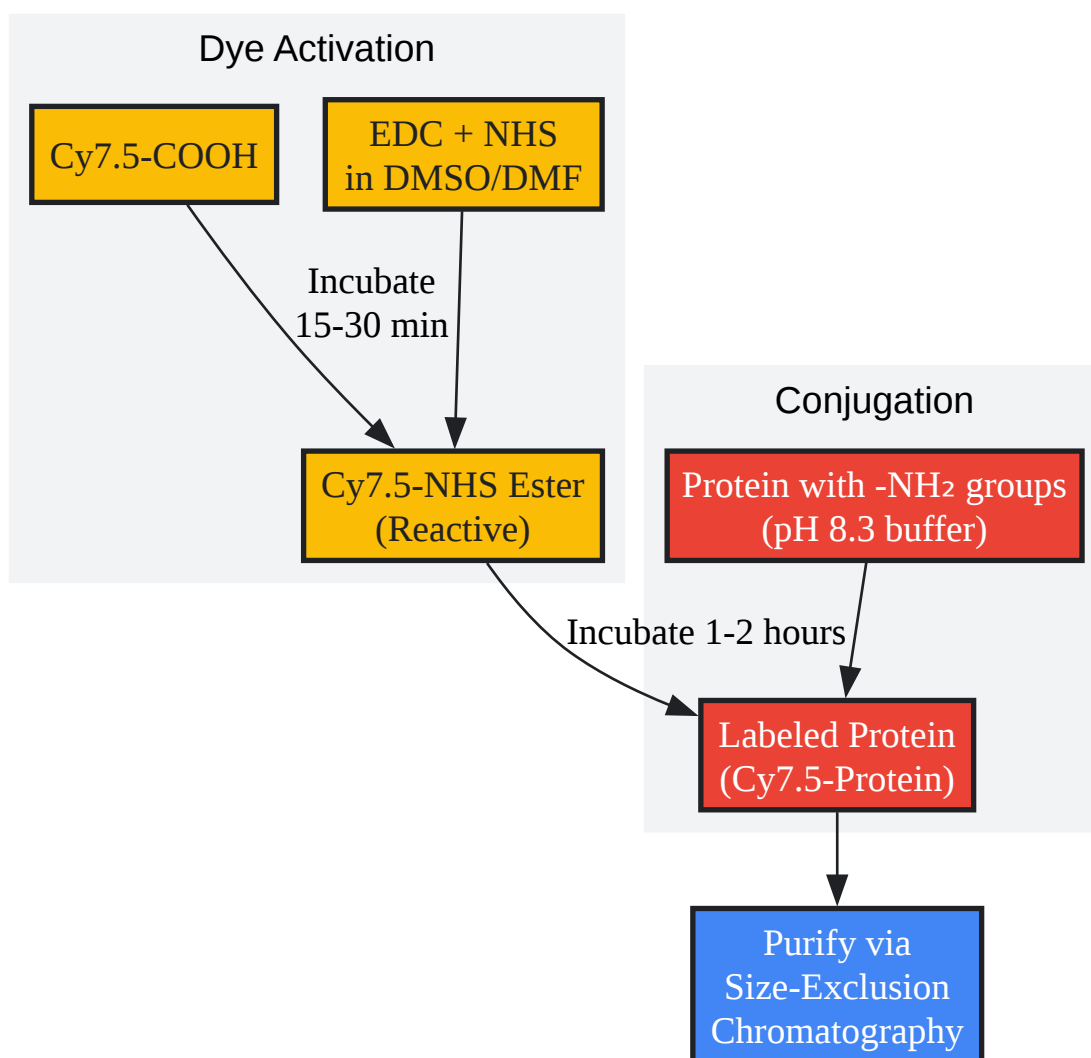 Dye Activation
Cy7.5-COOH
EDC + NHS
in DMSO/DMF
Incubate
15-30 min
Cy7.5-NHS Ester
(Reactive)
Conjugation
Protein with -NH₂ groups
(pH 8.3 buffer)
Incubate 1-2 hours
Labeled Protein
(Cy7.5-Protein)
Purify via
Size-Exclusion
Chromatography